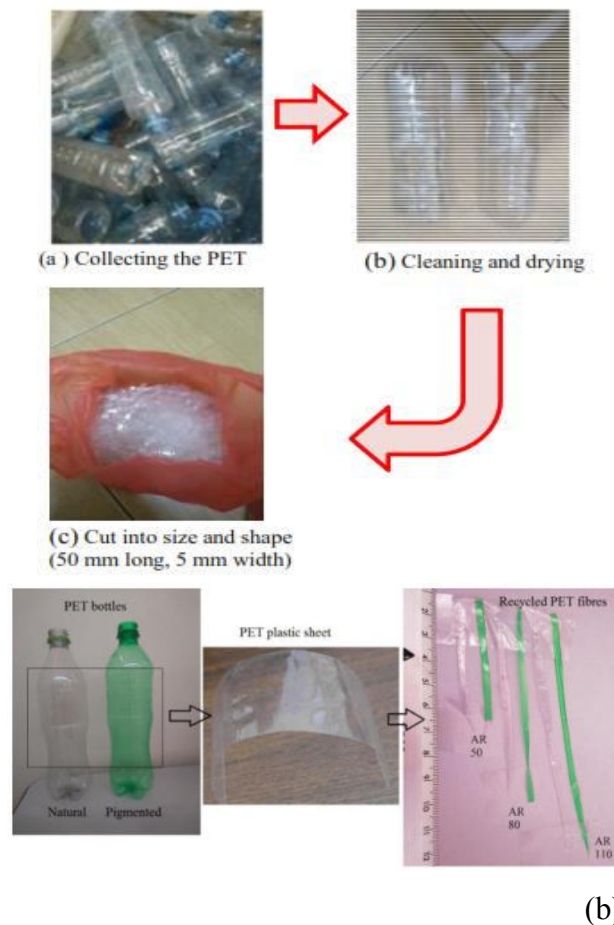 (a ) Collecting the PET
(b) Cleaning and drying
(c) Cut into size and shape
(50 mm long, 5 mm width)
PET bottles
Natural
Pigmented
PET plastic sheet
Recycled PET fibres
AR
50
AR
80
AR
110
(b)